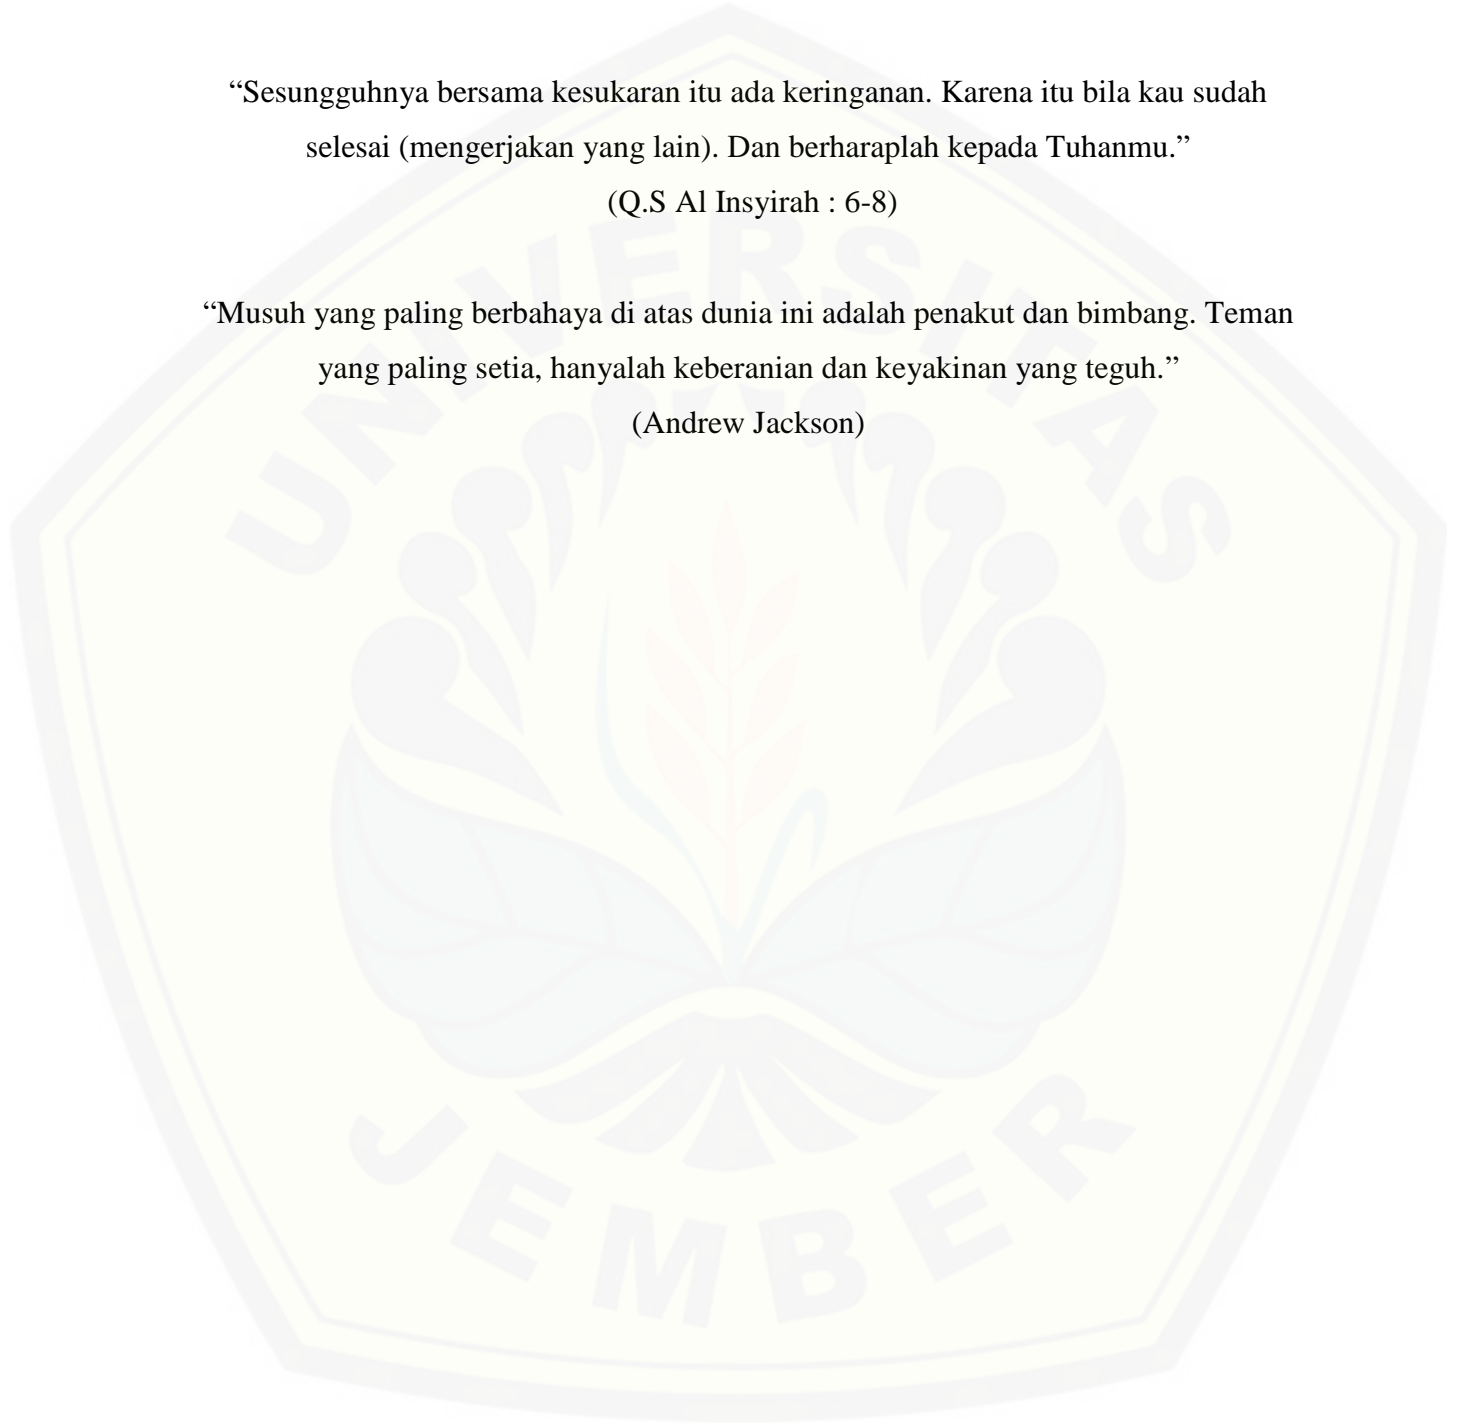 “Sesungguhnya bersama kesukaran itu ada keringanan. Karena itu bila kau sudah
selesai (mengerjakan yang lain). Dan berharaplah kepada Tuhanmu.”
(Q.S Al Insyirah : 6-8)
“Musuh yang paling berbahaya di atas dunia ini adalah penakut dan bimbang. Teman
yang paling setia, hanyalah keberanian dan keyakinan yang teguh.”
(Andrew Jackson)
UNIVERSITAS
JEMBER